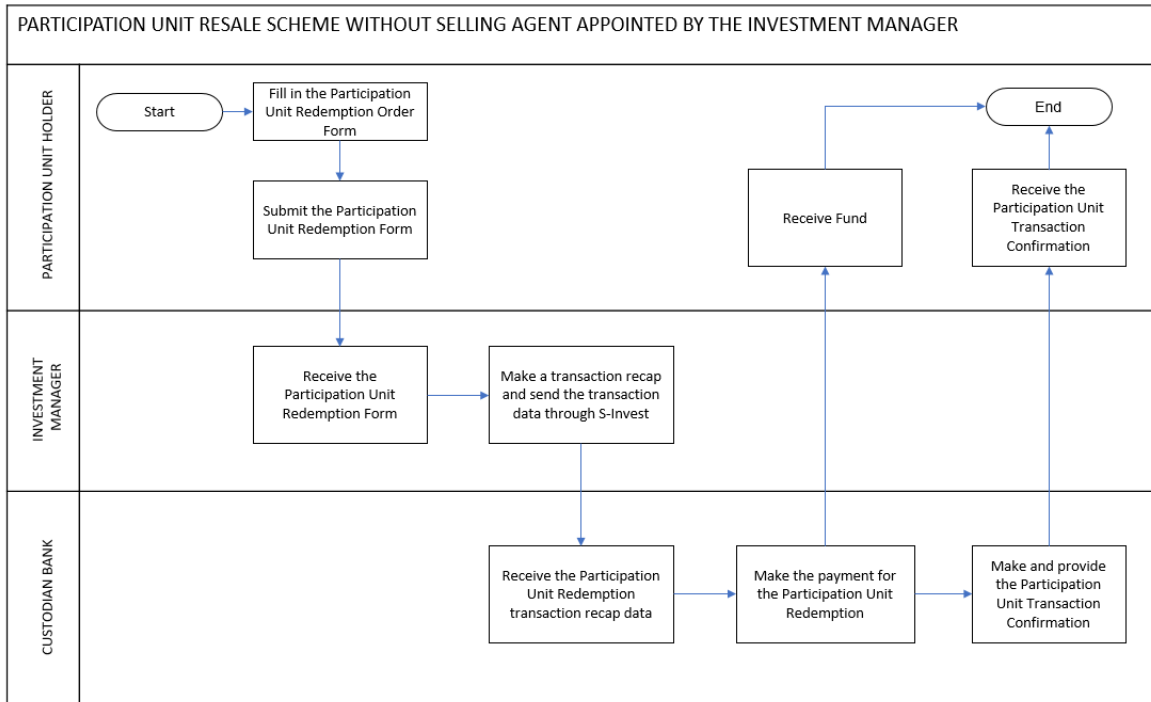 PARTICIPATION UNIT RESALE SCHEME WITHOUT SELLING AGENT APPOINTED BY THE INVESTMENT MANAGER
PARTICIPATION UNIT HOLDER
Start
Fill in the Participation
Unit Redemption Order
Form
End
Submit the Participation
Unit Redemption Form
Receive Fund
Receive the
Participation Unit
Transaction
Confirmation
INVESTMENT
MANAGER
Receive the
Participation Unit
Redemption Form
Make a transaction recap
and send the transaction
data through S-Invest
CUSTODIAN BANK
Receive the Participation
Unit Redemption
transaction recap data
Make the payment for
the Participation Unit
Redemption
Make and provide
the Participation
Unit Transaction
Confirmation